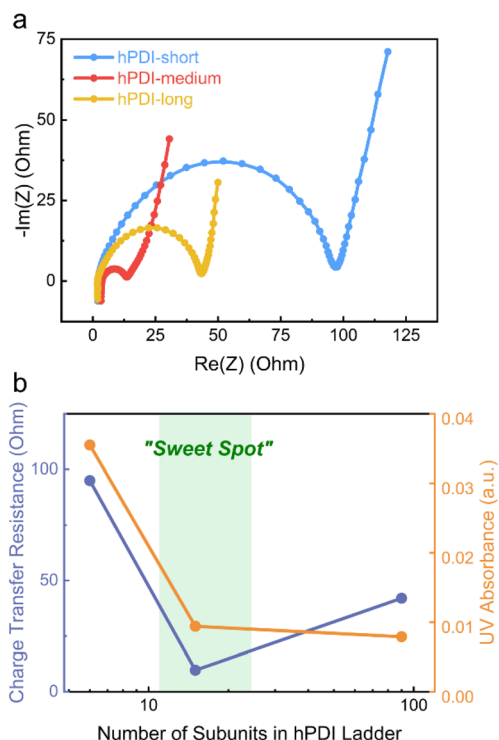 a
75
50
25
0
-Im(Z) (Ohm)
hPDI-short
hPDI-medium
hPDI-long
0 25 50 75 100 125
Re(Z) (Ohm)
b
"Sweet Spot"
Charge Transfer Resistance (Ohm)
100
50
0
0.04
0.03
0.02
0.01
0.00
UV Absorbance (a.u.)
10 100
Number of Subunits in hPDI Ladder